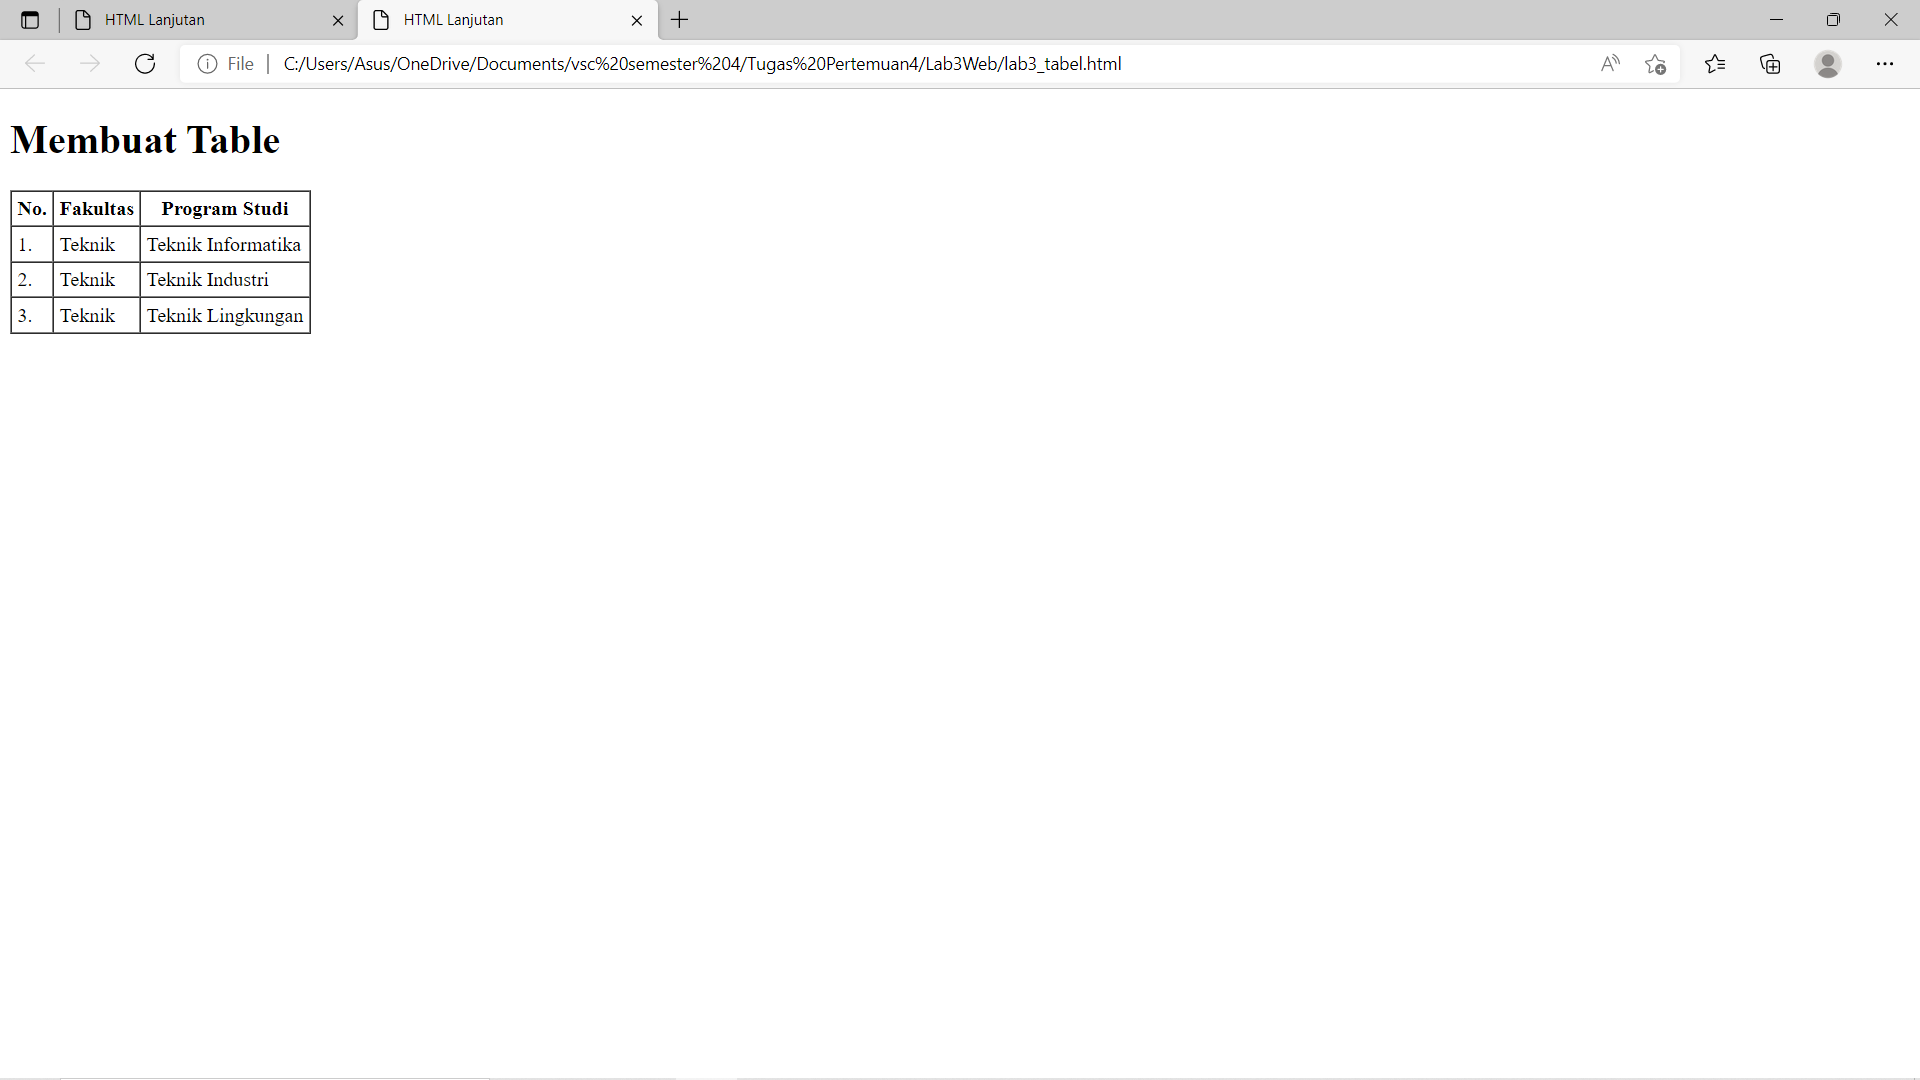 HTML Lanjutan
HTML Lanjutan
File C:/Users/Asus/OneDrive/Documents/vsc%20semester%204/Tugas%20Pertemuan4/Lab3Web/lab3_tabel.html
Membuat Table
No. Fakultas Program Studi
1. Teknik Teknik Informatika
2. Teknik Teknik Industri
3. Teknik Teknik Lingkungan